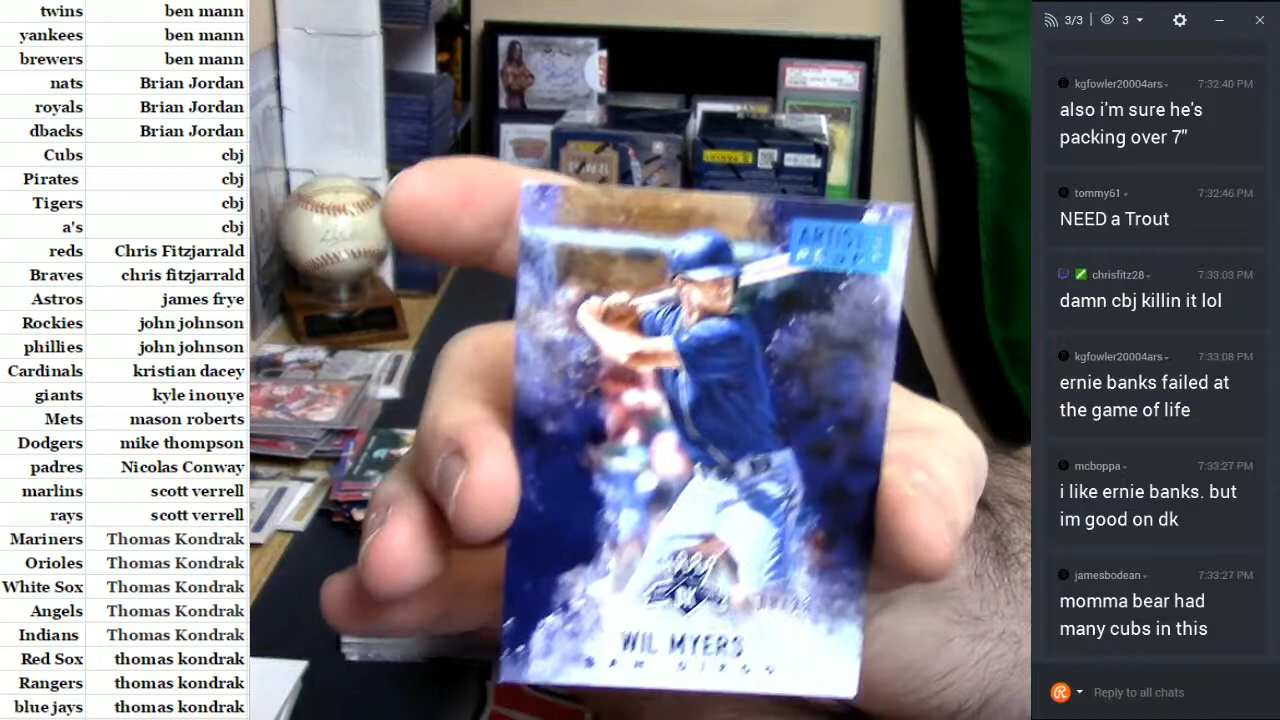 twins ben mann
yankees ben mann
brewers ben mann
nats Brian Jordan
royals Brian Jordan
dbacks Brian Jordan
Cubs cbj
Pirates cbj
Tigers cbj
a's cbj
reds Chris Fitzjarrald
Braves chris fitzjarrald
Astros james frye
Rockies john johnson
phillies john johnson
Cardinals kristian dacey
giants kyle inouye
Mets mason roberts
Dodgers mike thompson
padres Nicolas Conway
marlins scott verrell
rays scott verrell
Mariners Thomas Kondrak
Orioles Thomas Kondrak
White Sox Thomas Kondrak
Angels Thomas Kondrak
Indians Thomas Kondrak
Red Sox thomas kondrak
Rangers thomas kondrak
blue jays thomas kondrak
ARTIST
PROOF
WIL MYERS
SAN DIEGO
3/3 3
kgfowler20004ars 7:32:40 PM
also i'm sure he's
packing over 7"
tommy61 7:32:46 PM
NEED a Trout
chrisfitz28 7:33:03 PM
damn cbj killin it lol
kgfowler20004ars 7:33:08 PM
ernie banks failed at
the game of life
mcboppa 7:33:27 PM
i like ernie banks. but
im good on dk
jamesbodean 7:33:27 PM
momma bear had
many cubs in this
Reply to all chats